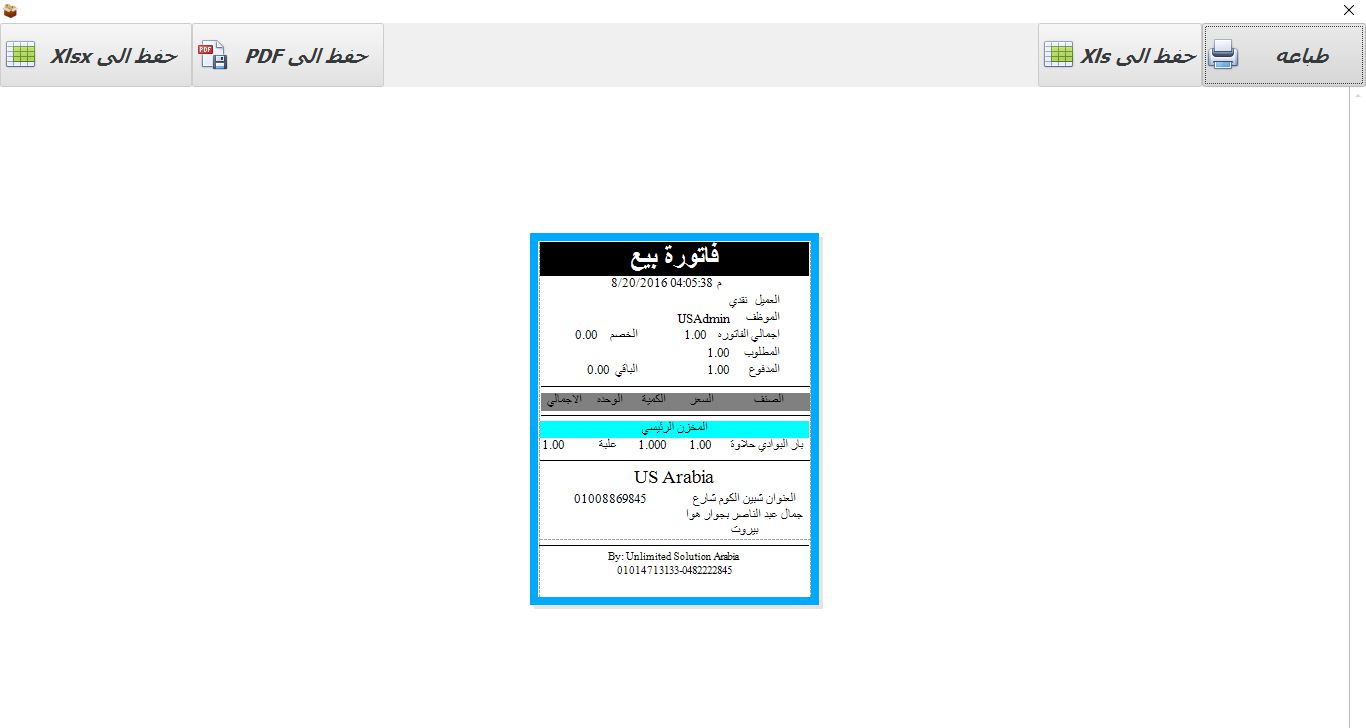 طباعه
حفظ الى Xls
حفظ الى PDF
حفظ الى Xlsx
فاتورة بيع
8/20/2016 04:05:38 م
العميل نقدي
الموظف USAdmin
اجمالي الفاتوره 1.00 الخصم 0.00
المطلوب 1.00
المدفوع 1.00 الباقي 0.00
الصنف السعر الكمية الوحده الاجمالي
المخزن الرئيسي
بار البوادي حلاوة 1.00 1.000 علبة 1.00
US Arabia
العنوان شبين الكوم شارع 01008869845
جمال عبد الناصر بجوار هوا
بيروت
By: Unlimited Solution Arabia
01014713133-0482222845